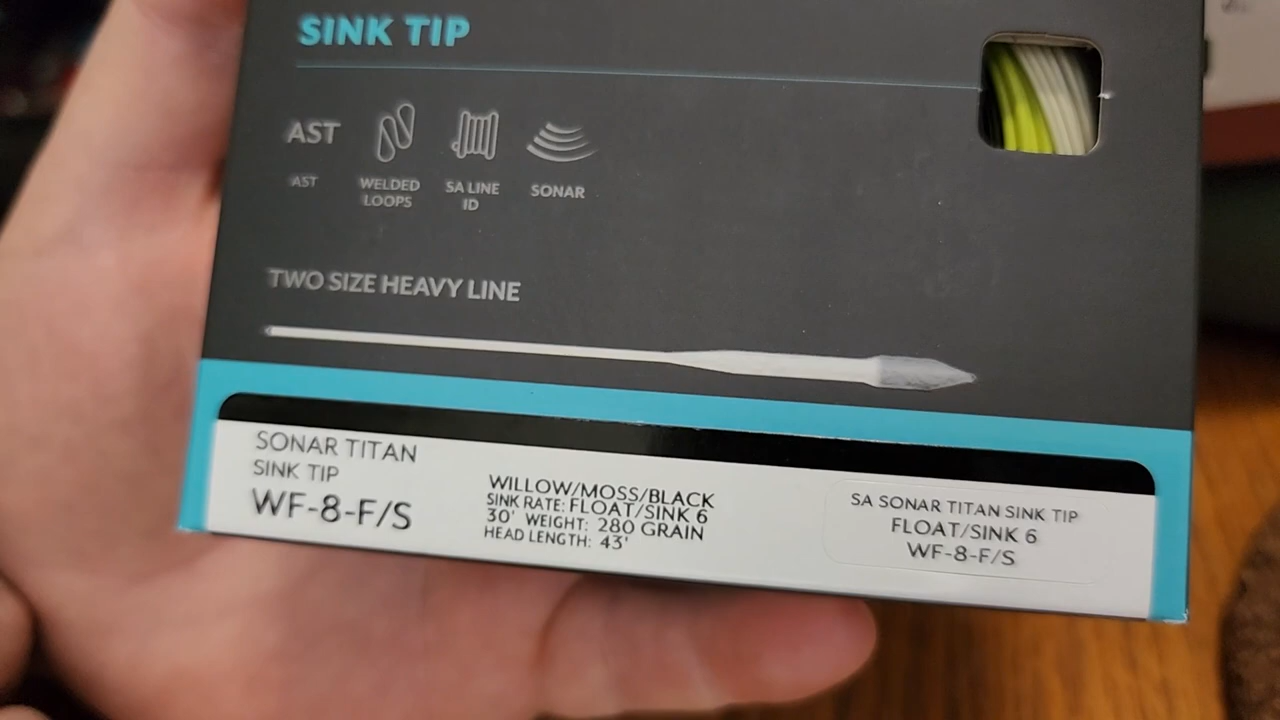 SINK TIP
AST
AST
WELDED
LOOPS
SA LINE
ID
SONAR
TWO SIZE HEAVY LINE
SONAR TITAN
SINK TIP
WF-8-F/S
WILLOW/MOSS/BLACK
SINK RATE: FLOAT/SINK 6
30' WEIGHT: 280 GRAIN
HEAD LENGTH: 43'
SA SONAR TITAN SINK TIP
FLOAT/SINK 6
WF-8-F/S